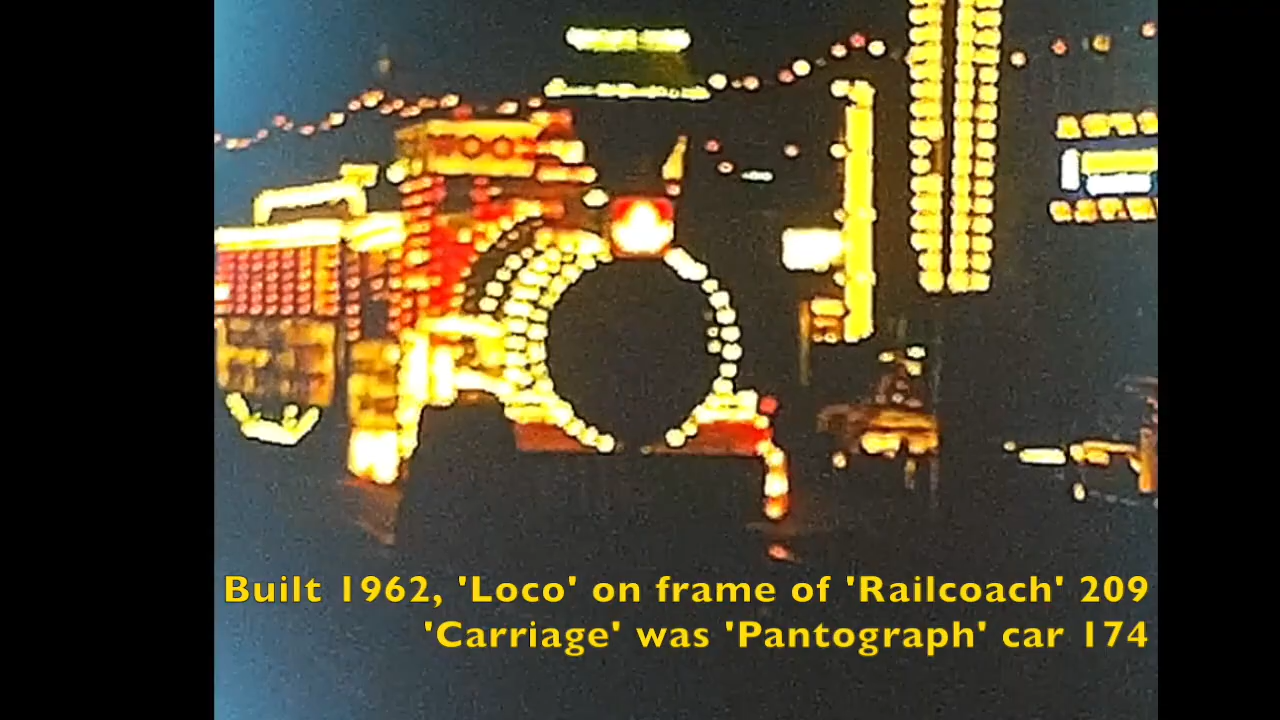 Built 1962, 'Loco' on frame of 'Railcoach' 209
'Carriage' was 'Pantograph' car 174